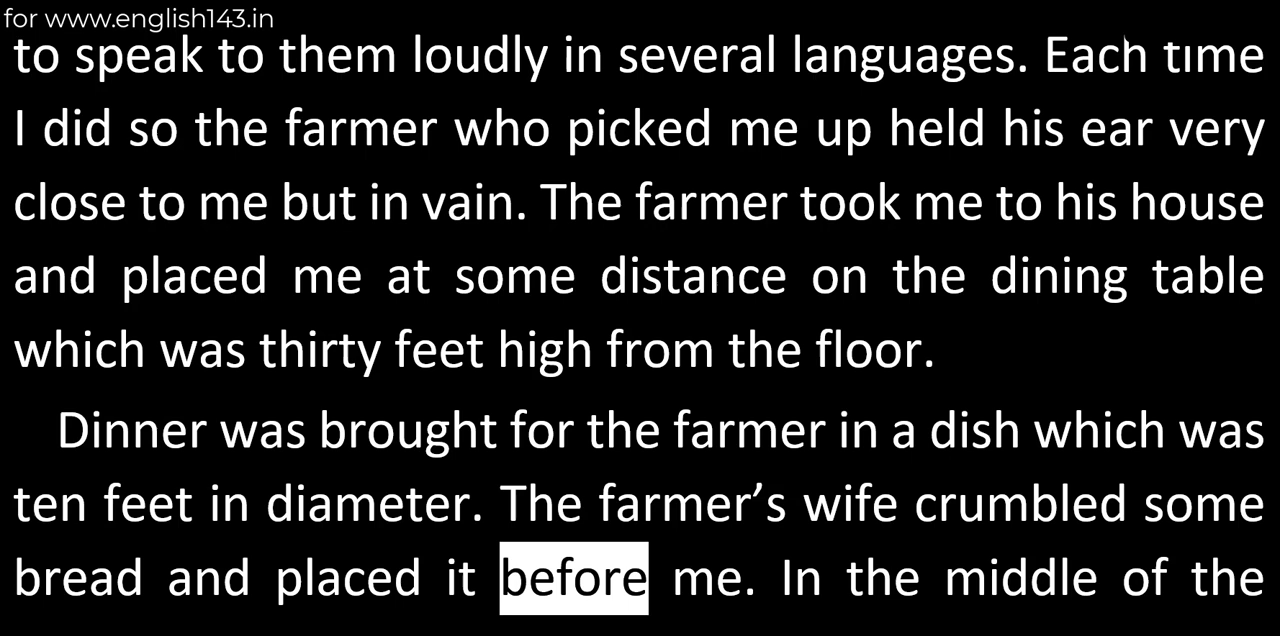 for www.english143.in
to speak to them loudly in several languages. Each time
I did so the farmer who picked me up held his ear very
close to me but in vain. The farmer took me to his house
and placed me at some distance on the dining table
which was thirty feet high from the floor.
Dinner was brought for the farmer in a dish which was
ten feet in diameter. The farmer’s wife crumbled some
bread and placed it before me. In the middle of the